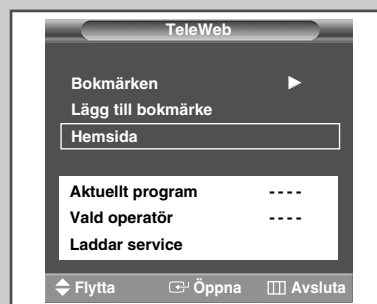 TeleWeb
Bokmärken
Lägg till bokmärke
Hemsida
Aktuellt program - - - -
Vald operatör - - - -
Laddar service
Flytta Öppna Avsluta